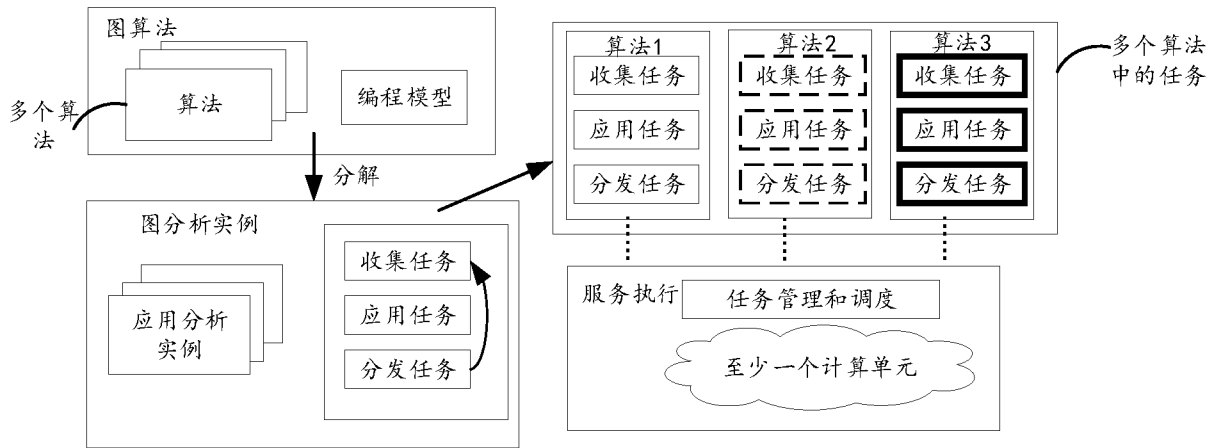 图算法
算法
编程模型
多个算
法
分解
图分析实例
应用分析
实例
收集任务
应用任务
分发任务
算法1
收集任务
应用任务
分发任务
算法2
收集任务
应用任务
分发任务
算法3
收集任务
应用任务
分发任务
多个算法
中的任务
服务执行
任务管理和调度
至少一个计算单元